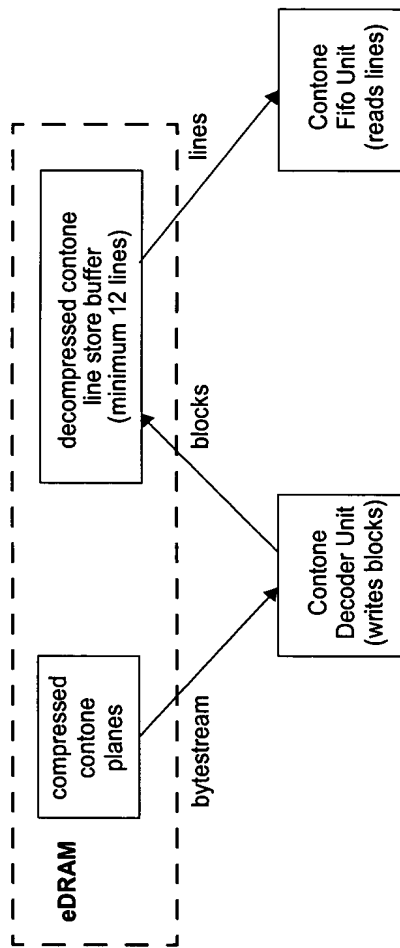 eDRAM
compressed
contone
planes
decompressed contone
line store buffer
(minimum 12 lines)
bytestream
blocks
lines
Contone
Decoder Unit
(writes blocks)
Contone
Fifo Unit
(reads lines)